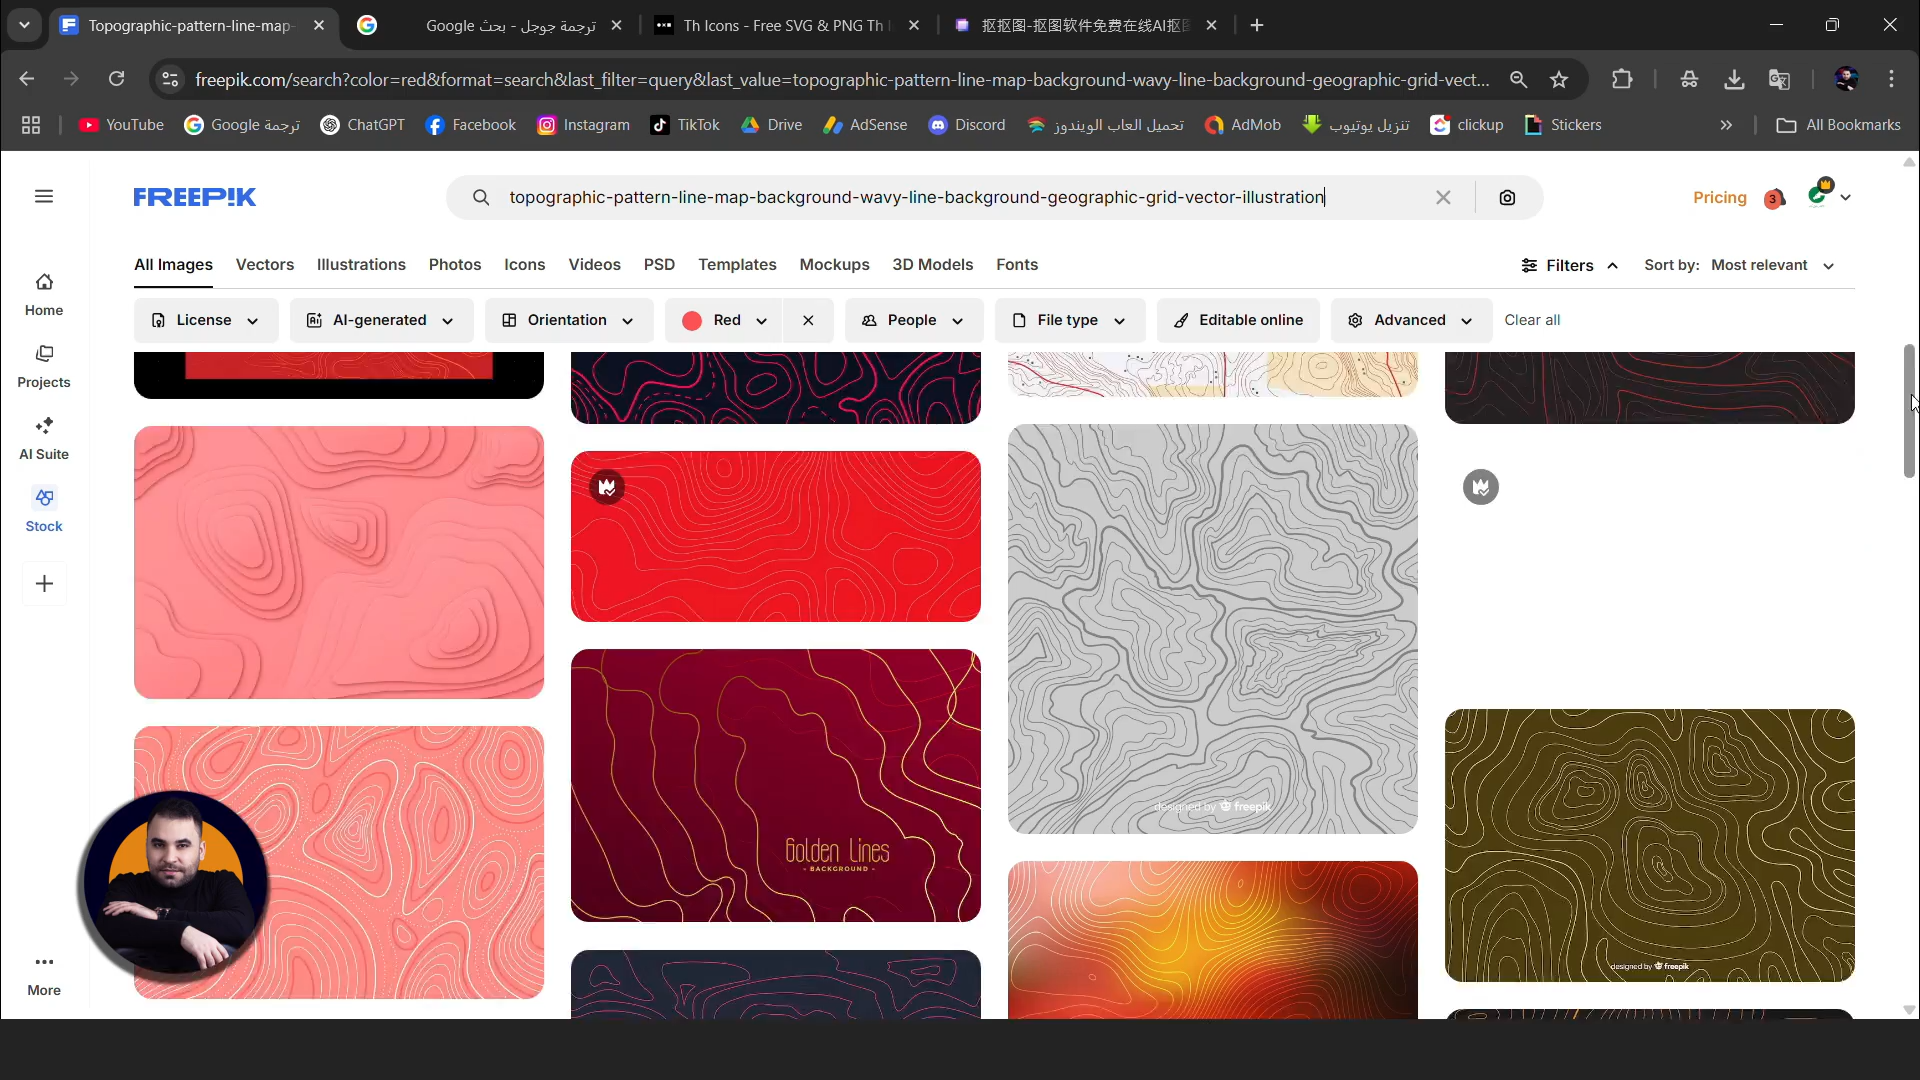 Topographic-pattern-line-map-
ترجمة جوجل - بحث Google
Th Icons - Free SVG & PNG Th I
抠抠图-抠图软件免费在线AI抠图
freepik.com/search?color=red&format=search&last_filter=query&last_value=topographic-pattern-line-map-background-wavy-line-background-geographic-grid-vect...
YouTube
ترجمة Google
ChatGPT
Facebook
Instagram
TikTok
Drive
AdSense
Discord
تحميل العاب الويندوز
AdMob
تنزيل يوتيوب
clickup
Stickers
All Bookmarks
FREEPIK
topographic-pattern-line-map-background-wavy-line-background-geographic-grid-vector-illustration
Pricing
3
All Images
Vectors
Illustrations
Photos
Icons
Videos
PSD
Templates
Mockups
3D Models
Fonts
Filters
Sort by: Most relevant
License
AI-generated
Orientation
Red
People
File type
Editable online
Advanced
Clear all
Home
Projects
AI Suite
Stock
More
designed by freepik
Golden Lines
- BACKGROUND -
designed by freepik